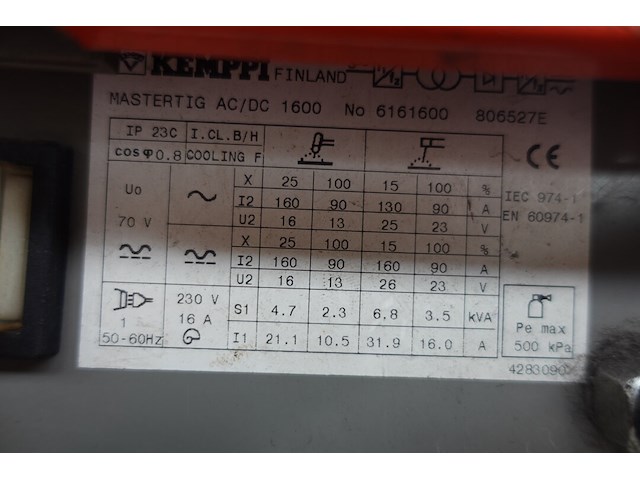 KEMPPI FINLAND
MASTERTIG AC/DC 1600 No 6161600 806527E
IP 23C I.CL.B/H
cosφ0.8 COOLING F
CE
IEC 974-1
EN 60974-1
Uo
70 V
X 25 100 15 100 %
I2 160 90 130 90 A
U2 16 13 25 23 V
X 25 100 15 100 %
I2 160 90 160 90 A
U2 16 13 26 23 V
1
50-60Hz
230 V
16 A
S1 4.7 2.3 6.8 3.5 kVA
I1 21.1 10.5 31.9 16.0 A
Pe max
500 kPa